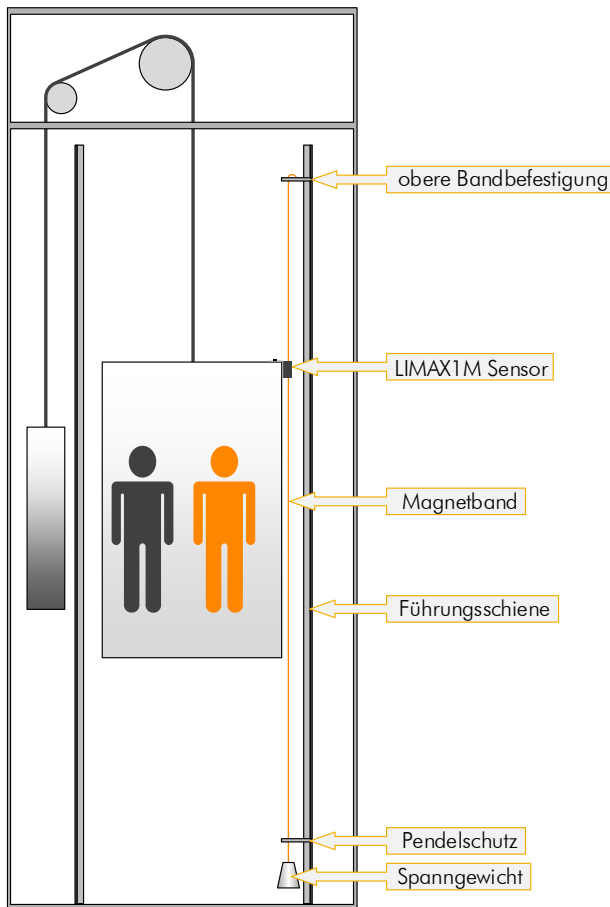 obere Bandbefestigung
LIMAX1M Sensor
Magnetband
Führungsschiene
Pendelschutz
Spanngewicht